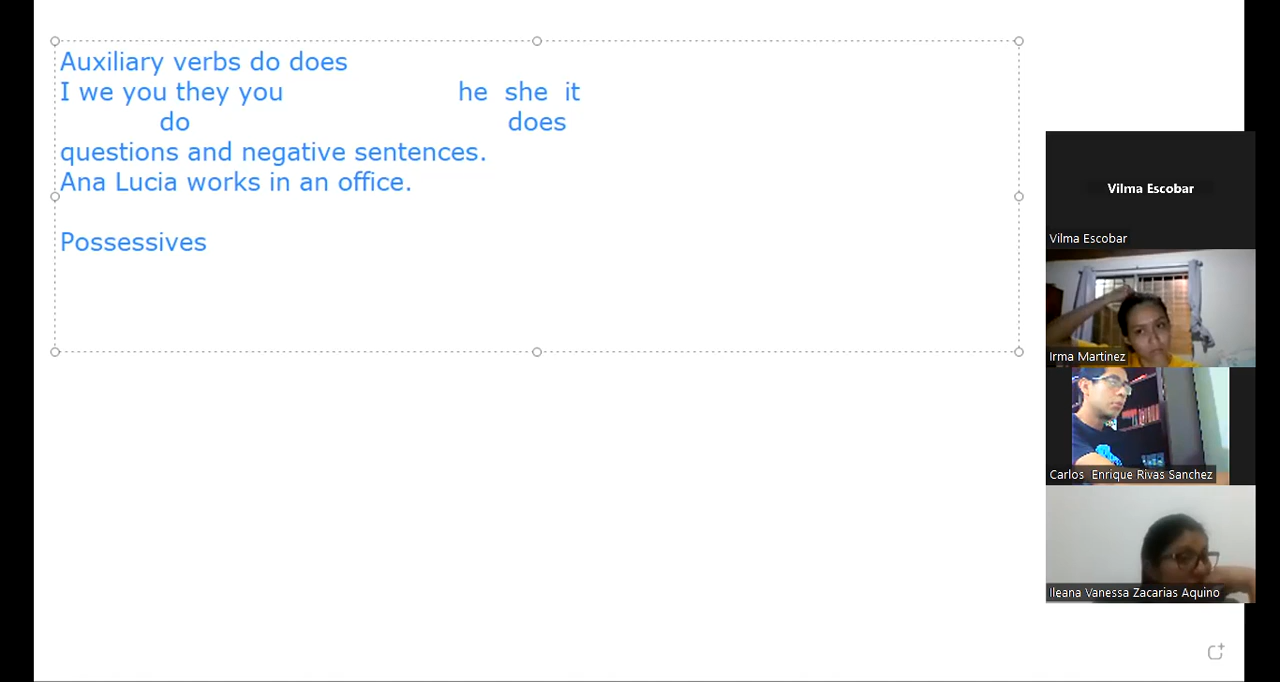 Auxiliary verbs do does
I we you they you he she it
do does
questions and negative sentences.
Ana Lucia works in an office.
Possessives
Vilma Escobar
Vilma Escobar
Irma Martinez
Carlos Enrique Rivas Sanchez
Ileana Vanessa Zacarias Aquino